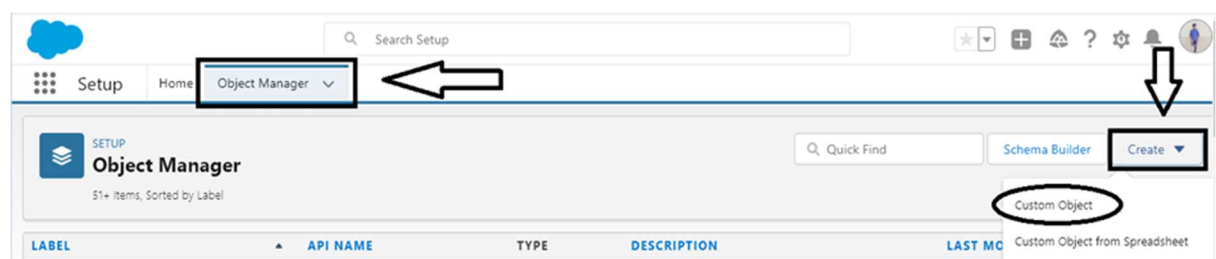 Search Setup
Setup Home Object Manager
SETUP
Object Manager
51+ Items, Sorted by Label
Quick Find Schema Builder Create
Custom Object
Custom Object from Spreadsheet
LABEL API NAME TYPE DESCRIPTION LAST MO